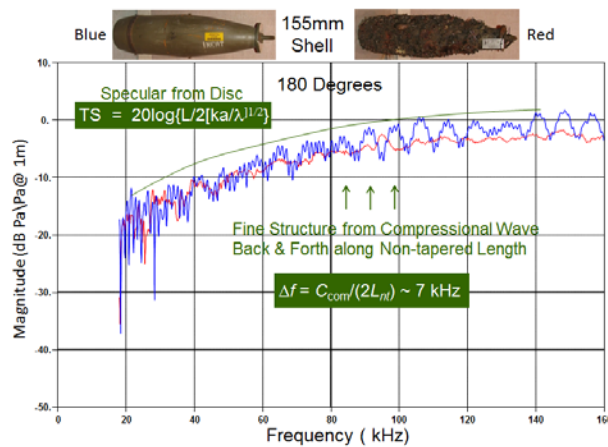 Blue
155mm
Shell
Red
180 Degrees
Specular from Disc
TS = 20log{L/2[ka/λ]1/2}
Fine Structure from Compressional Wave
Back & Forth along Non-tapered Length
Δf = Ccom/(2Lnt) ~ 7 kHz
Magnitude (dB Pa\Pa@ 1m)
10.
0.
-10.
-20.
-30.
-40.
-50.
0
20
40
60
80
100
120
140
160
Frequency ( kHz)